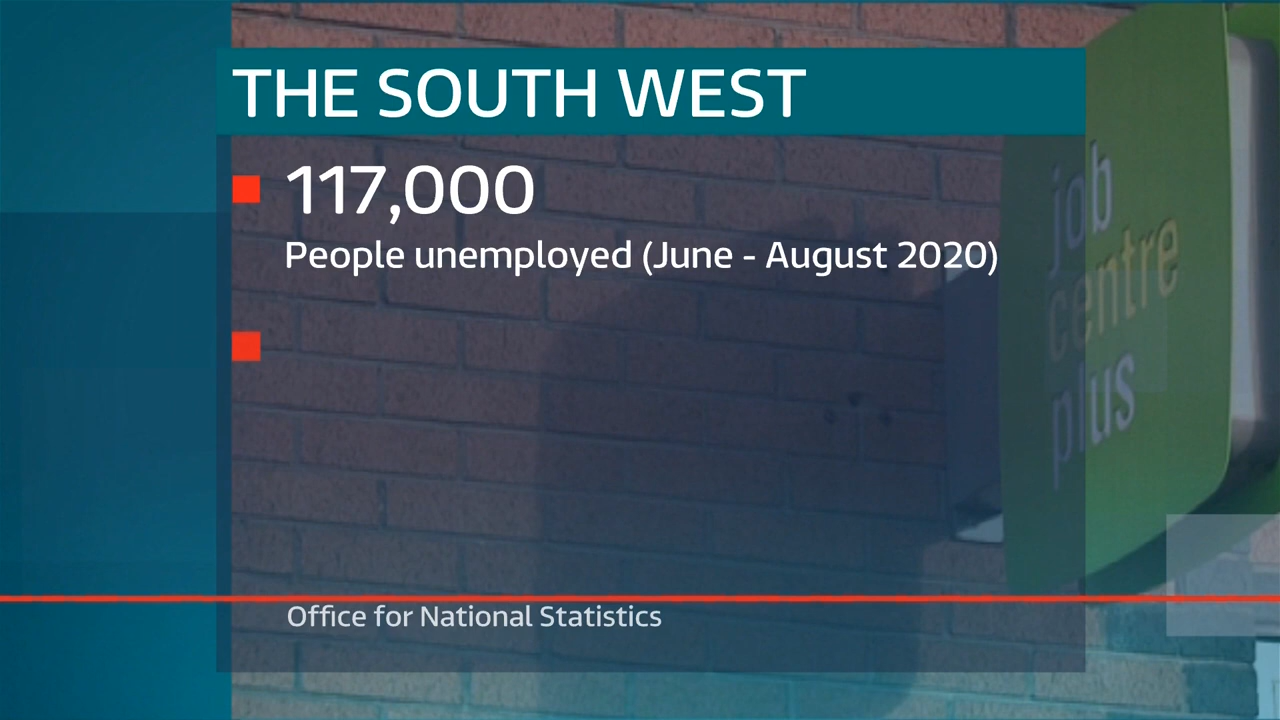 THE SOUTH WEST
117,000
People unemployed (June - August 2020)
job
centre
plus
Office for National Statistics